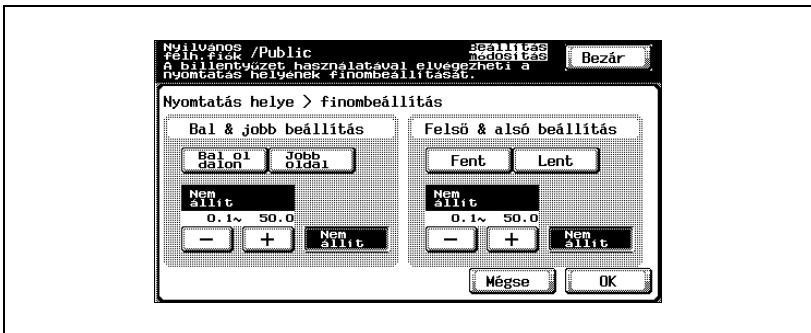 Nyilvános félh.fiók /Public
Beállítás módosítás
Bezár
A billentyűzet használatával elvégezheti a
nyomtatás helyének finombeállítását.
Nyomtatás helye > finombeállítás
Bal & jobb beállítás
Felső & alsó beállítás
Bal ol dalon
Jobb oldal
Fent
Lent
Nem állít
Nem állít
0.1~ 50.0
0.1~ 50.0
− + Nem állít
− + Nem állít
Mégse
OK